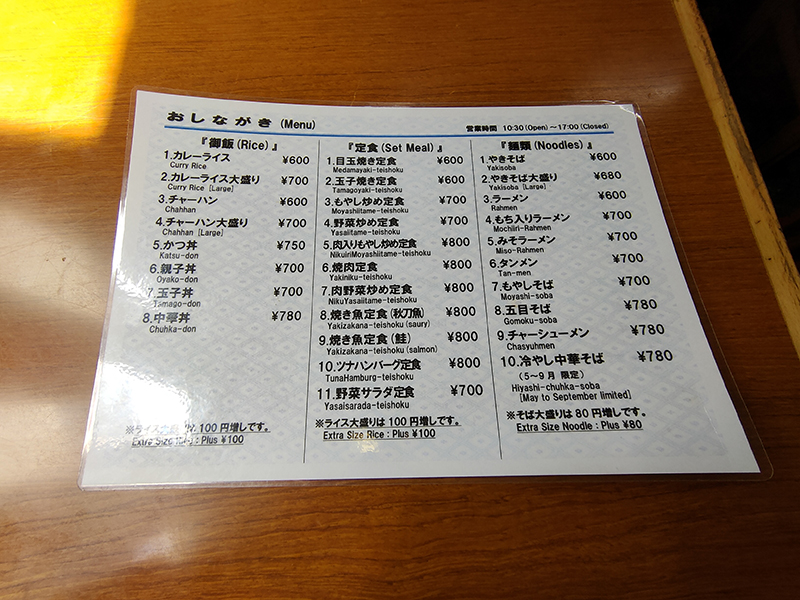 おしながき (Menu)
営業時間 10:30(Open)～17:00(Closed)
『御飯(Rice)』
1.カレーライス ¥600
Curry Rice
2.カレーライス大盛り ¥700
Curry Rice [Large]
3.チャーハン ¥600
Chahhan
4.チャーハン大盛り ¥700
Chahhan [Large]
5.かつ丼 ¥750
Katsu-don
6.親子丼 ¥700
Oyako-don
7.玉子丼 ¥700
Tamago-don
8.中華丼 ¥780
Chuhka-don
※ライス大盛 は 100円増しです。
Extra Size Rice : Plus ¥100
『定食(Set Meal)』
1.目玉焼き定食 ¥600
Medamayaki-teishoku
2.玉子焼き定食 ¥600
Tamagoyaki-teishoku
3.もやし炒め定食 ¥700
Moyashiitame-teishoku
4.野菜炒め定食 ¥700
Yasaiitame-teishoku
5.肉入りもやし炒め定食 ¥800
NikuiriMoyashiitame-teishoku
6.焼肉定食 ¥800
Yakiniku-teishoku
7.肉野菜炒め定食 ¥800
NikuYasaiitame-teishoku
8.焼き魚定食(秋刀魚) ¥800
Yakizakana-teishoku (saury)
9.焼き魚定食(鮭) ¥800
Yakizakana-teishoku (salmon)
10.ツナハンバーグ定食 ¥800
TunaHamburg-teishoku
11.野菜サラダ定食 ¥700
Yasaisarada-teishoku
※ライス大盛りは 100円増しです。
Extra Size Rice : Plus ¥100
『麺類(Noodles)』
1.やきそば ¥600
Yakisoba
2.やきそば大盛り ¥680
Yakisoba [Large]
3.ラーメン ¥600
Rahmen
4.もち入りラーメン ¥700
Mochiiri-Rahmen
5.みそラーメン ¥700
Miso-Rahmen
6.タンメン ¥700
Tan-men
7.もやしそば ¥700
Moyashi-soba
8.五目そば ¥780
Gomoku-soba
9.チャーシューメン ¥780
Chasyuhmen
10.冷やし中華そば ¥780
(5～9月 限定)
Hiyashi-chuhka-soba
[May to September limited]
※そば大盛りは 80円増しです。
Extra Size Noodle : Plus ¥80